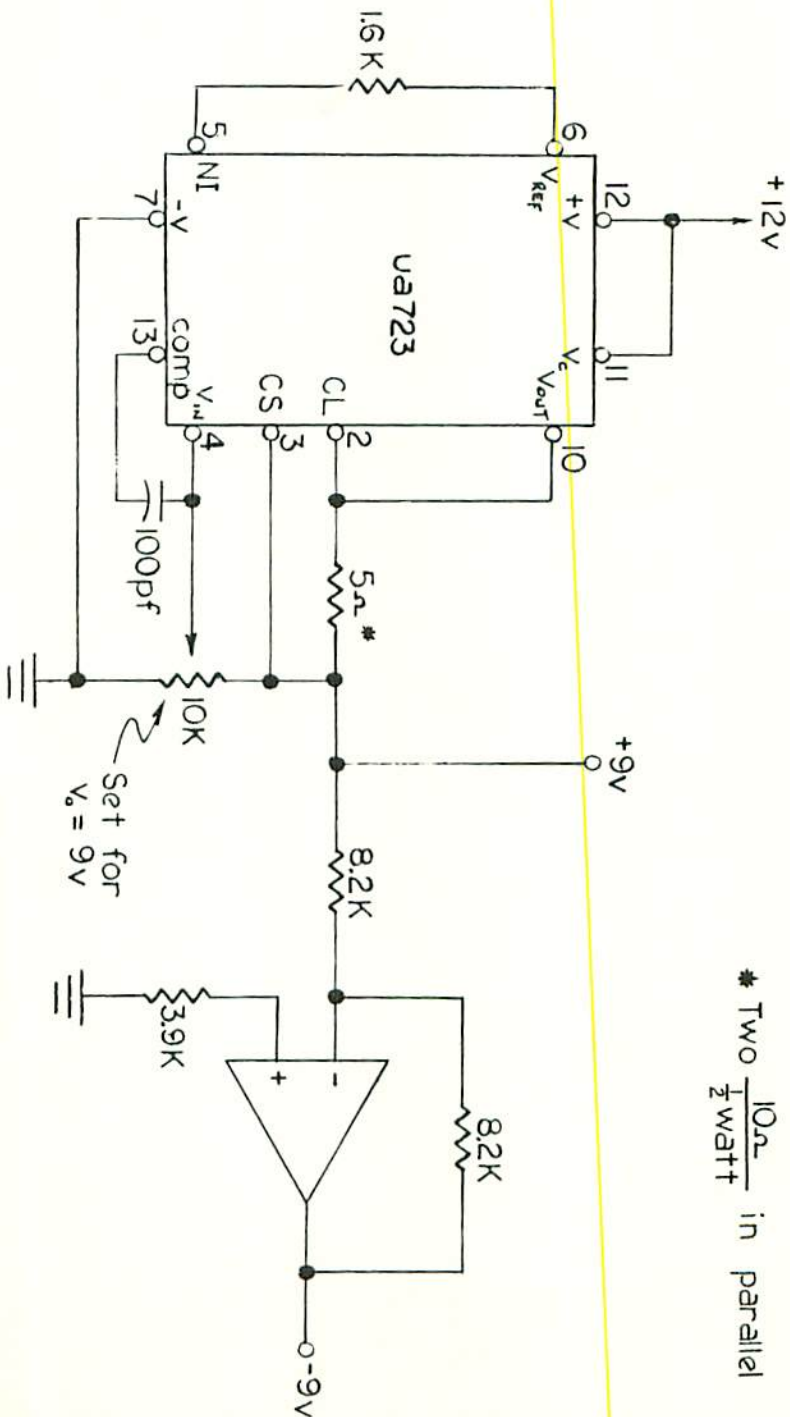 +12v
* Two 10Ω / ½ watt in parallel
6
12
11
10
V REF
+V
Vc
VOUT
+9v
1.6K
ua723
CL
2
5Ω *
8.2K
8.2K
CS
3
5
NI
-V
7
comp
13
VIN
4
100pf
10K
Set for
vo = 9v
3.9K
-
+
-9v